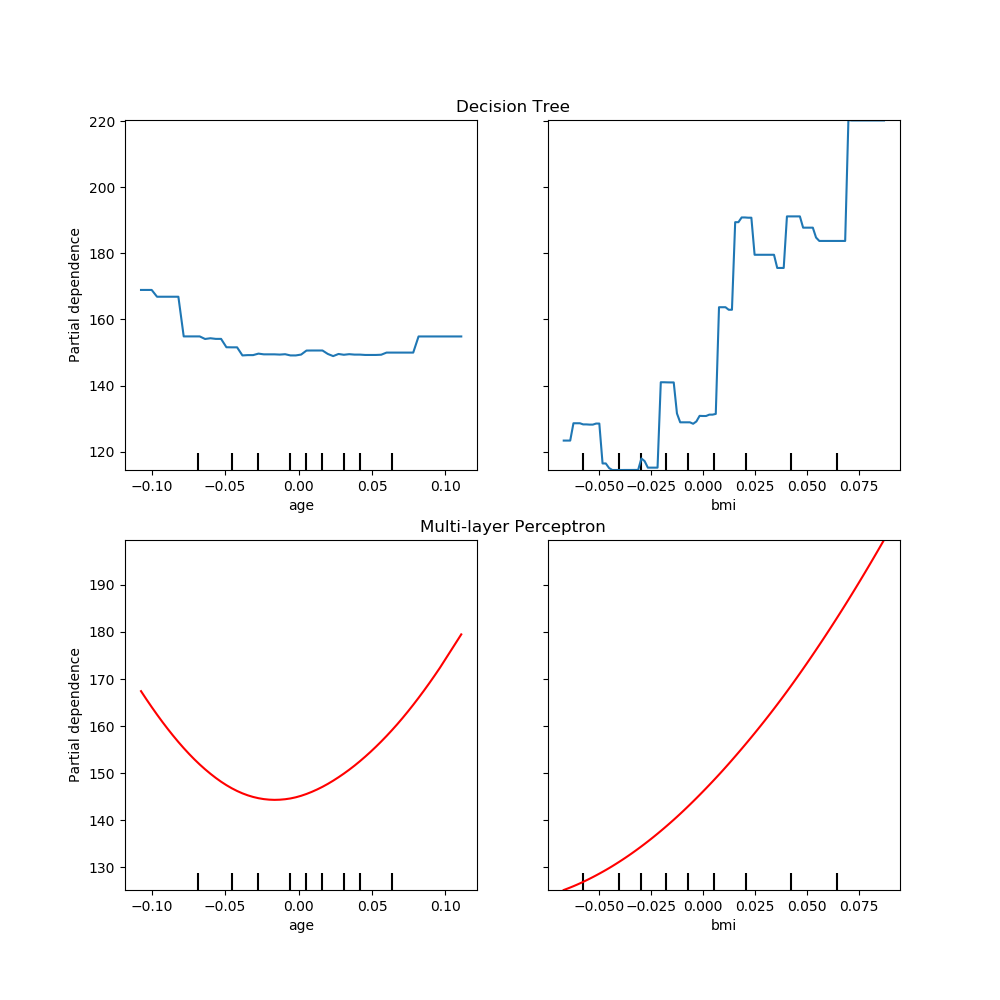 Decision Tree
Partial dependence
220
200
180
160
140
120
−0.10 −0.05 0.00 0.05 0.10
age
−0.050 −0.025 0.000 0.025 0.050 0.075
bmi
Multi-layer Perceptron
Partial dependence
190
180
170
160
150
140
130
−0.10 −0.05 0.00 0.05 0.10
age
−0.050 −0.025 0.000 0.025 0.050 0.075
bmi